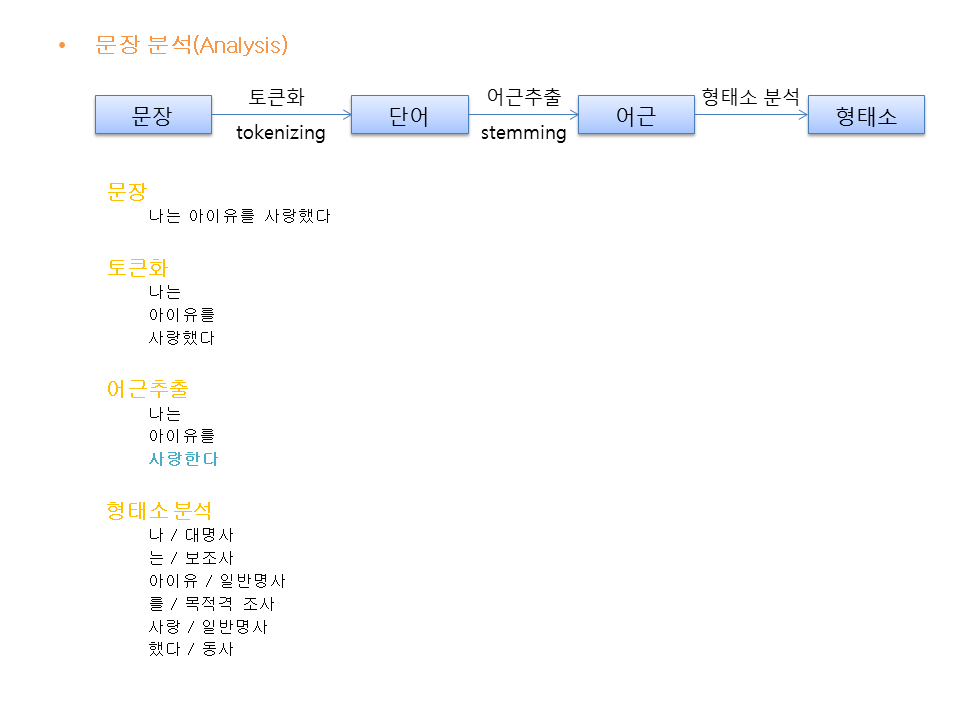 • 문장 분석(Analysis)
토큰화 어근추출 형태소 분석
문장 단어 어근 형태소
tokenizing stemming
문장
나는 아이유를 사랑했다
토큰화
나는
아이유를
사랑했다
어근추출
나는
아이유를
사랑한다
형태소 분석
나 / 대명사
는 / 보조사
아이유 / 일반명사
를 / 목적격 조사
사랑 / 일반명사
했다 / 동사